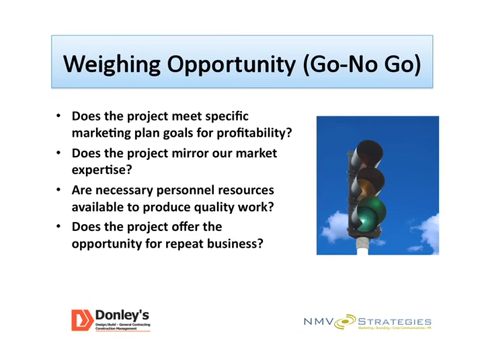 Weighing Opportunity (Go-No Go)
• Does the project meet specific
marketing plan goals for profitability?
• Does the project mirror our market
expertise?
• Are necessary personnel resources
available to produce quality work?
• Does the project offer the
opportunity for repeat business?
Donley's
Design/Build - General Contracting
Construction Management
NMV STRATEGIES